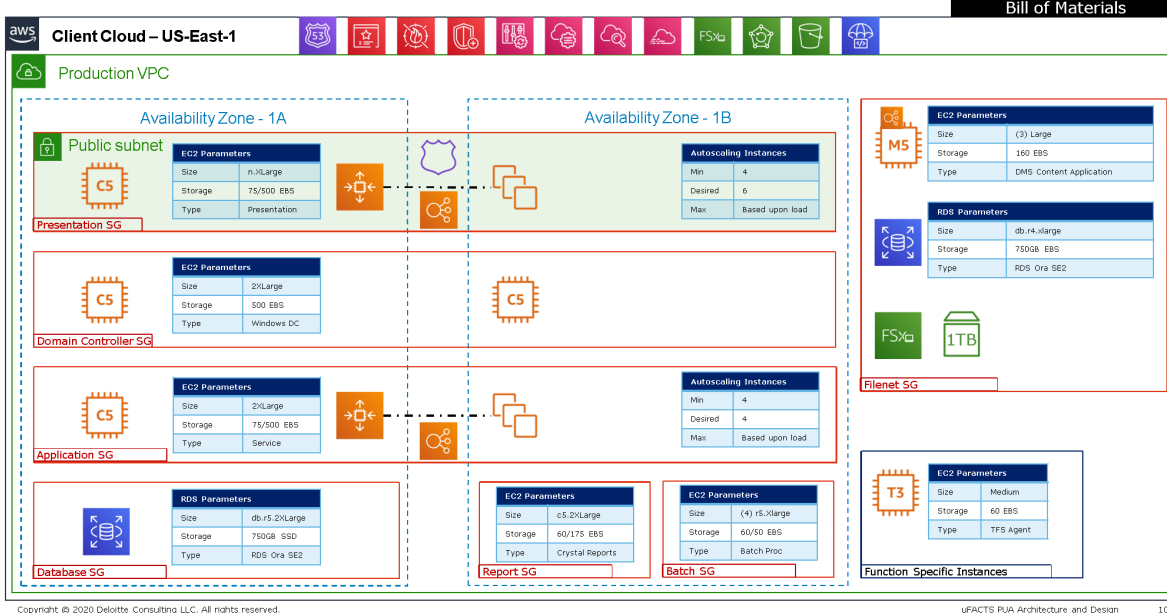 Bill of Materials
aws
Client Cloud – US-East-1
53
FSx
Production VPC
Availability Zone - 1A
Availability Zone - 1B
Public subnet
C5
EC2 Parameters
Size n.XLarge
Storage 75/500 EBS
Type Presentation
Autoscaling Instances
Min 4
Desired 6
Max Based upon load
Presentation SG
C5
EC2 Parameters
Size 2XLarge
Storage 500 EBS
Type Windows DC
C5
Domain Controller SG
C5
EC2 Parameters
Size 2XLarge
Storage 75/500 EBS
Type Service
Autoscaling Instances
Min 4
Desired 4
Max Based upon load
Application SG
RDS Parameters
Size db.r5.2XLarge
Storage 750GB SSD
Type RDS Ora SE2
Database SG
EC2 Parameters
Size c5.2XLarge
Storage 60/175 EBS
Type Crystal Reports
Report SG
EC2 Parameters
Size (4) r5.Xlarge
Storage 60/50 EBS
Type Batch Proc
Batch SG
M5
EC2 Parameters
Size (3) Large
Storage 160 EBS
Type DMS Content Application
RDS Parameters
Size db.r4.xlarge
Storage 750GB EBS
Type RDS Ora SE2
FSx
1TB
Filenet SG
T3
EC2 Parameters
Size Medium
Storage 60 EBS
Type TFS Agent
Function Specific Instances
Copyright © 2020 Deloitte Consulting LLC. All rights reserved.
uFACTS PUA Architecture and Design 10